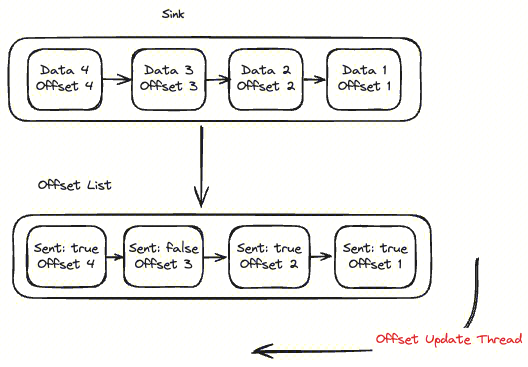 Sink
Data 4
Offset 4
Data 3
Offset 3
Data 2
Offset 2
Data 1
Offset 1
Offset List
Sent: true
Offset 4
Sent: false
Offset 3
Sent: true
Offset 2
Sent: true
Offset 1
Offset Update Thread